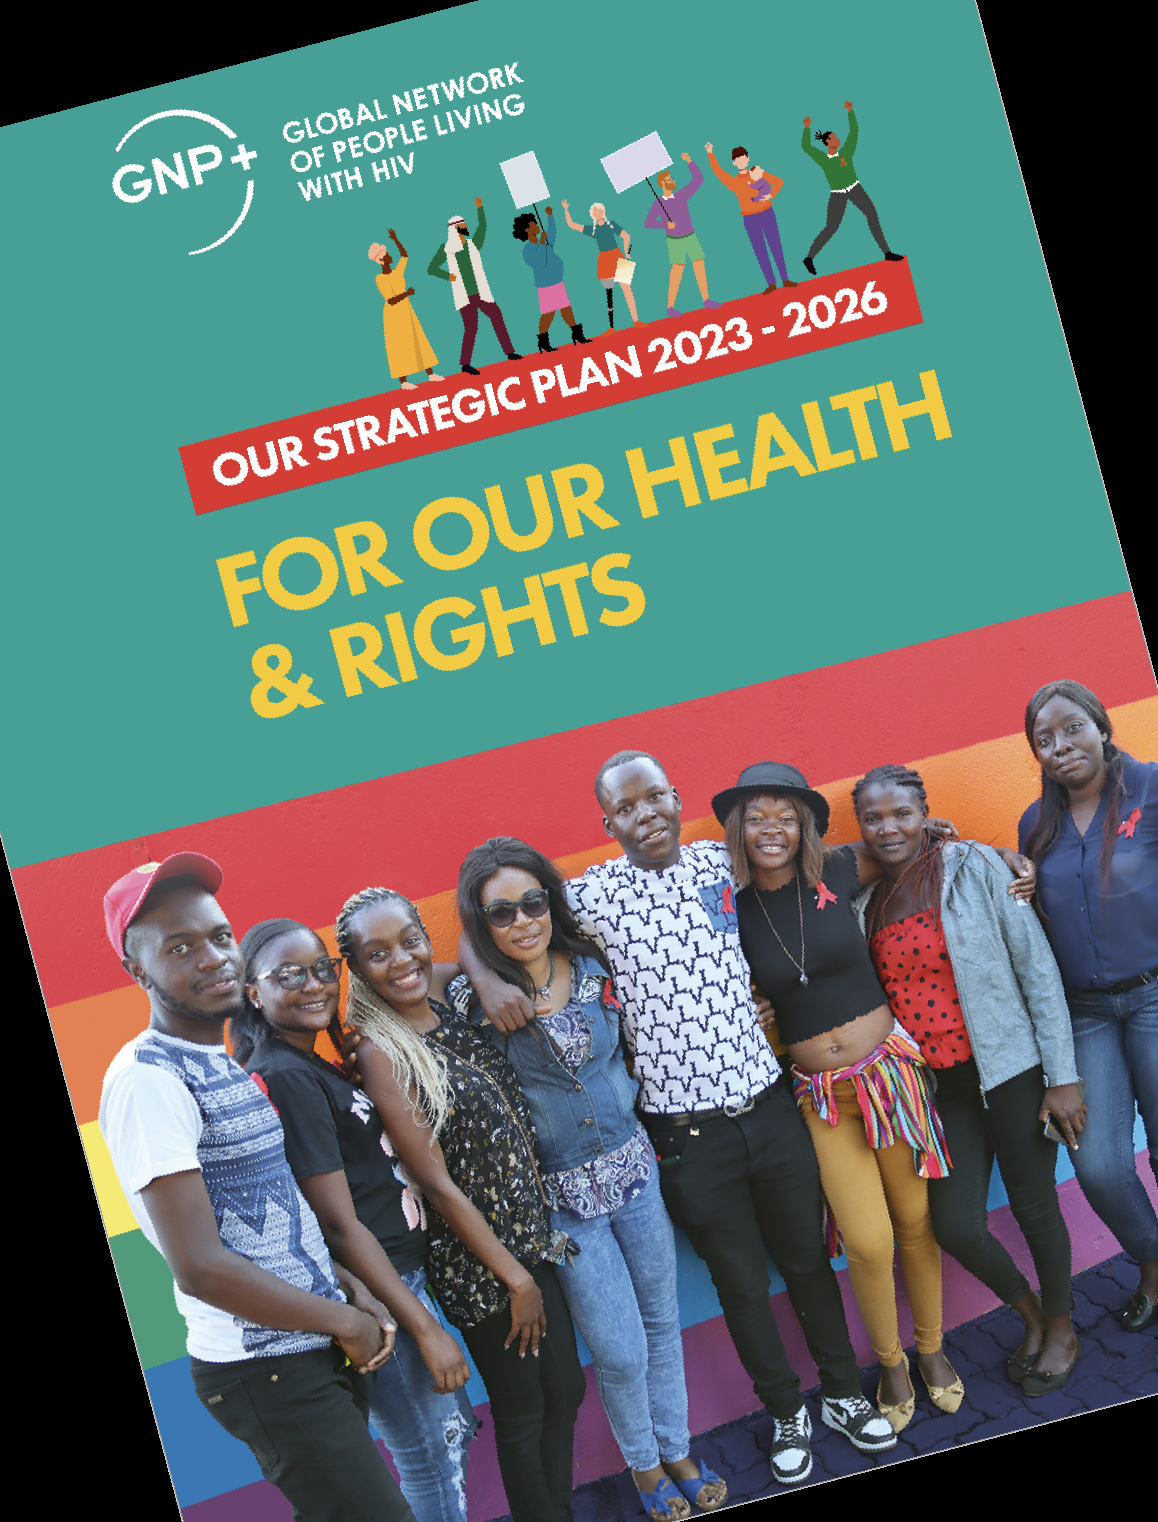 GNP+
GLOBAL NETWORK
OF PEOPLE LIVING
WITH HIV
OUR STRATEGIC PLAN 2023 - 2026
FOR OUR HEALTH
& RIGHTS